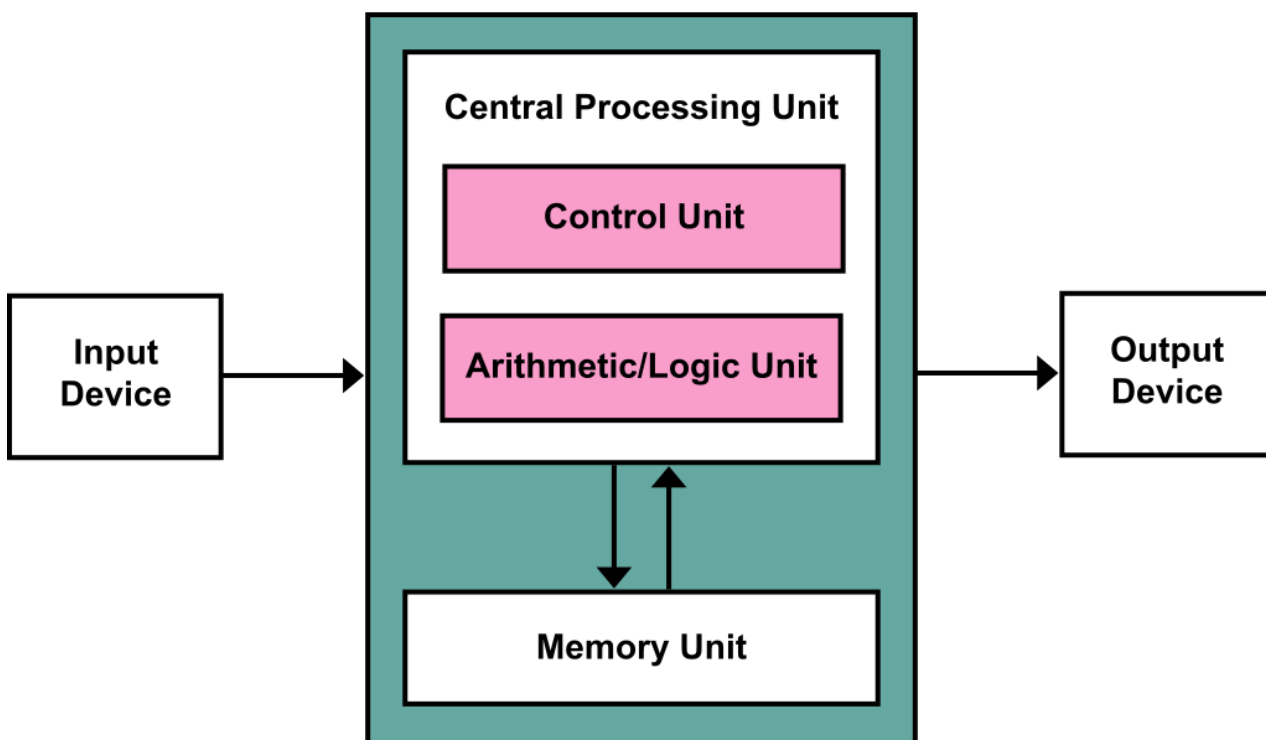 Central Processing Unit
Control Unit
Arithmetic/Logic Unit
Input
Device
Output
Device
Memory Unit